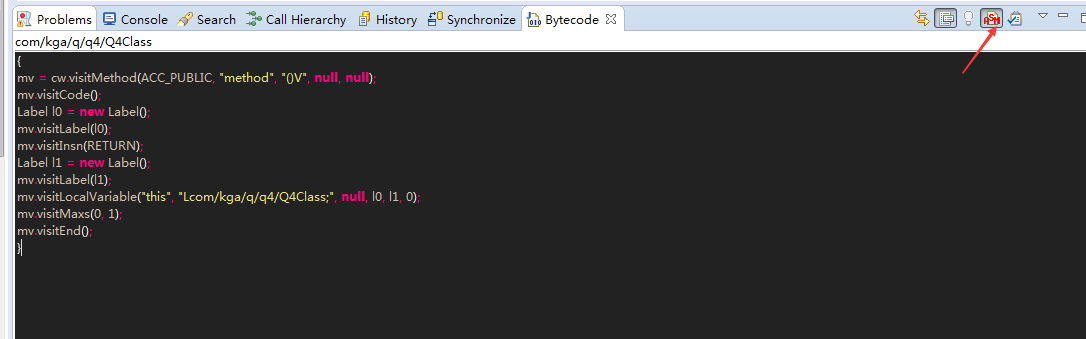 Problems Console Search Call Hierarchy History Synchronize Bytecode
ASM
com/kga/q/q4/Q4Class
{
mv = cw.visitMethod(ACC_PUBLIC, "method", "()V", null, null);
mv.visitCode();
Label l0 = new Label();
mv.visitLabel(l0);
mv.visitInsn(RETURN);
Label l1 = new Label();
mv.visitLabel(l1);
mv.visitLocalVariable("this", "Lcom/kga/q/q4/Q4Class;", null, l0, l1, 0);
mv.visitMaxs(0, 1);
mv.visitEnd();
}